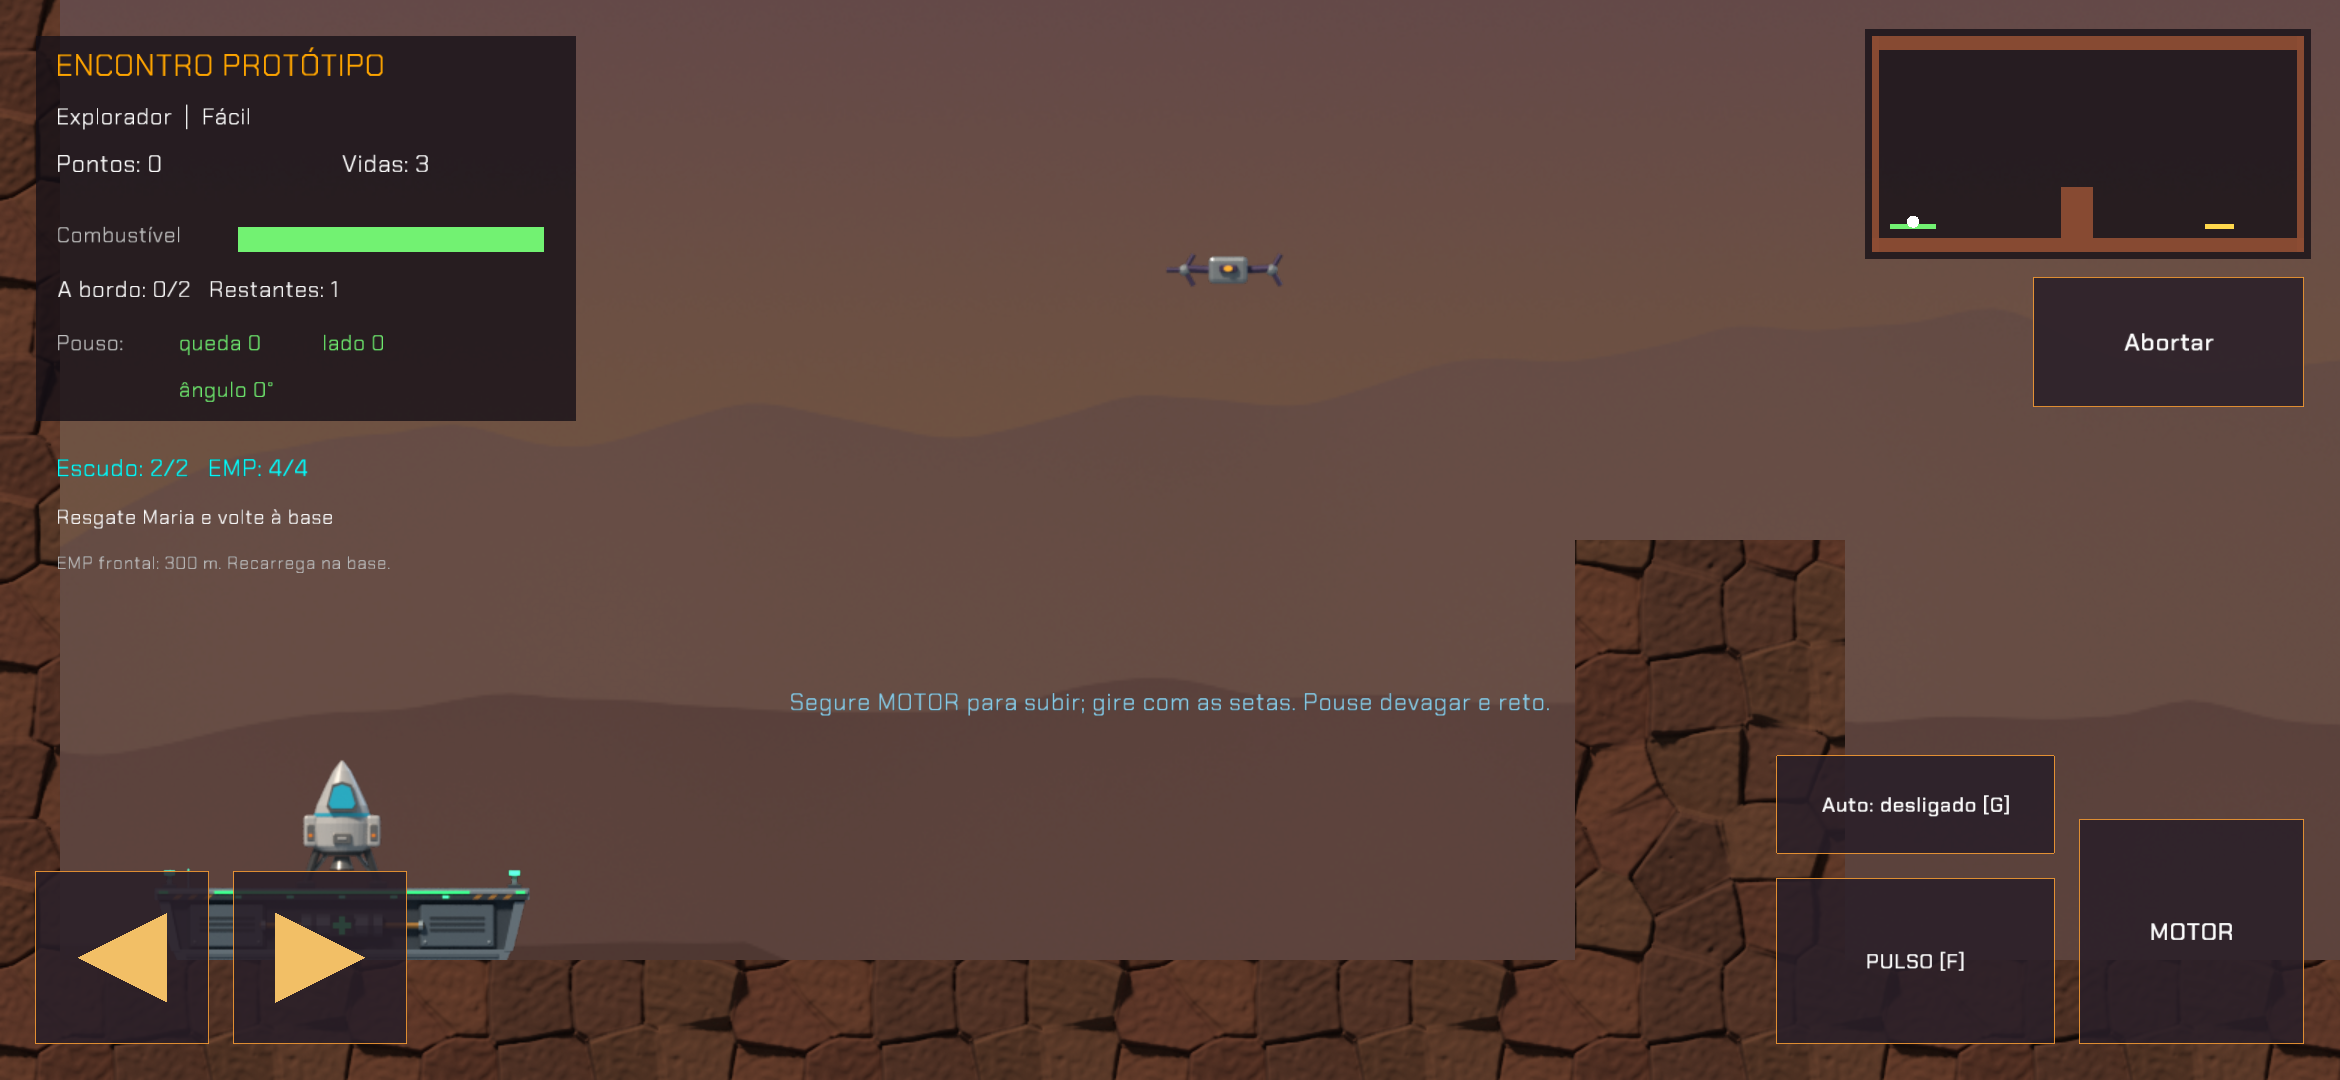 ENCONTRO PROTÓTIPO
Explorador | Fácil
Pontos: 0 Vidas: 3
Combustível
A bordo: 0/2 Restantes: 1
Pouso: queda 0 lado 0
ângulo 0°
Escudo: 2/2 EMP: 4/4
Resgate Maria e volte à base
EMP frontal: 300 m. Recarrega na base.
Abortar
Segure MOTOR para subir; gire com as setas. Pouse devagar e reto.
Auto: desligado [G]
MOTOR
PULSO [F]